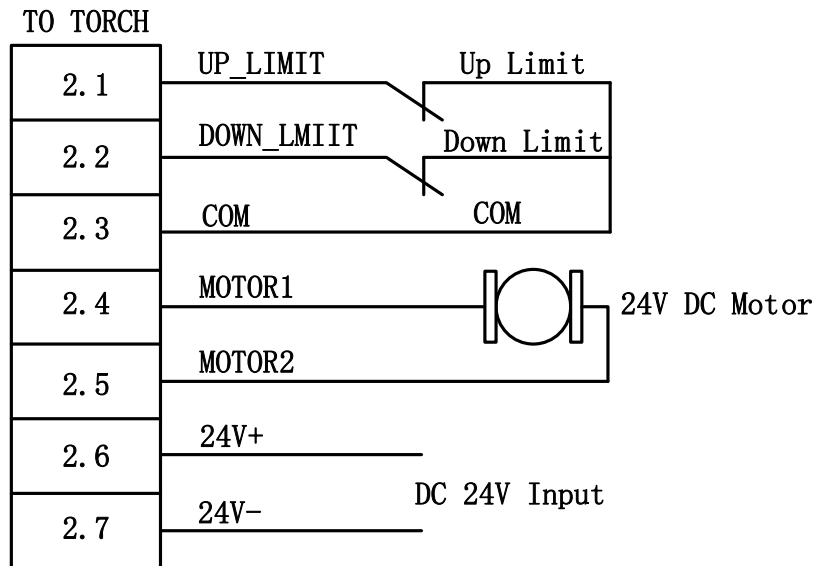 TO TORCH
2.1 UP_LIMIT Up Limit
2.2 DOWN_LMIIT Down Limit
2.3 COM COM
2.4 MOTOR1 24V DC Motor
2.5 MOTOR2
2.6 24V+
DC 24V Input
2.7 24V-